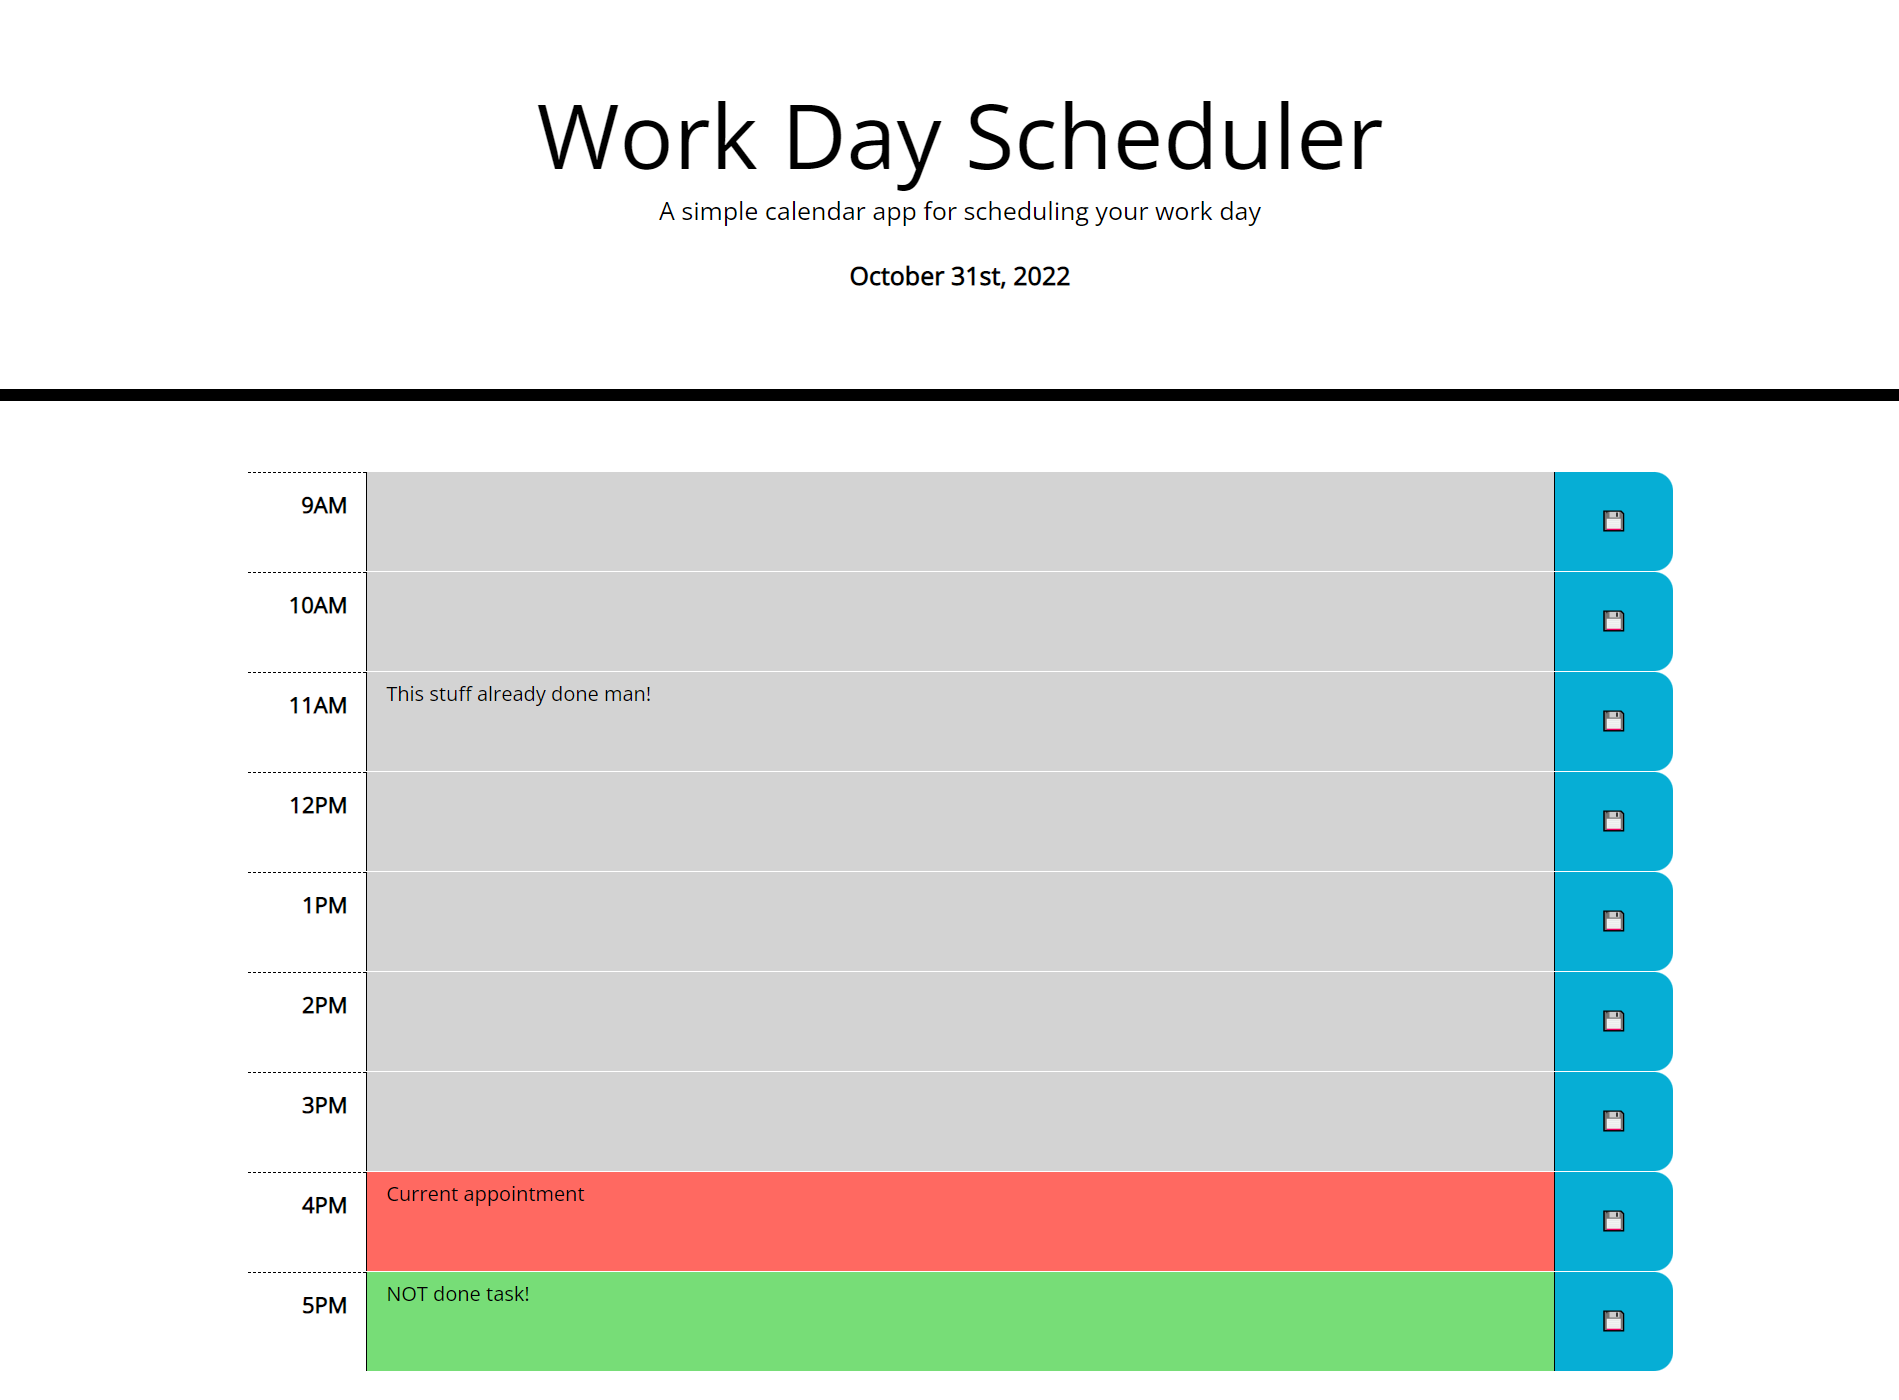 Work Day Scheduler
A simple calendar app for scheduling your work day
October 31st, 2022
9AM
10AM
11AM This stuff already done man!
12PM
1PM
2PM
3PM
4PM Current appointment
5PM NOT done task!